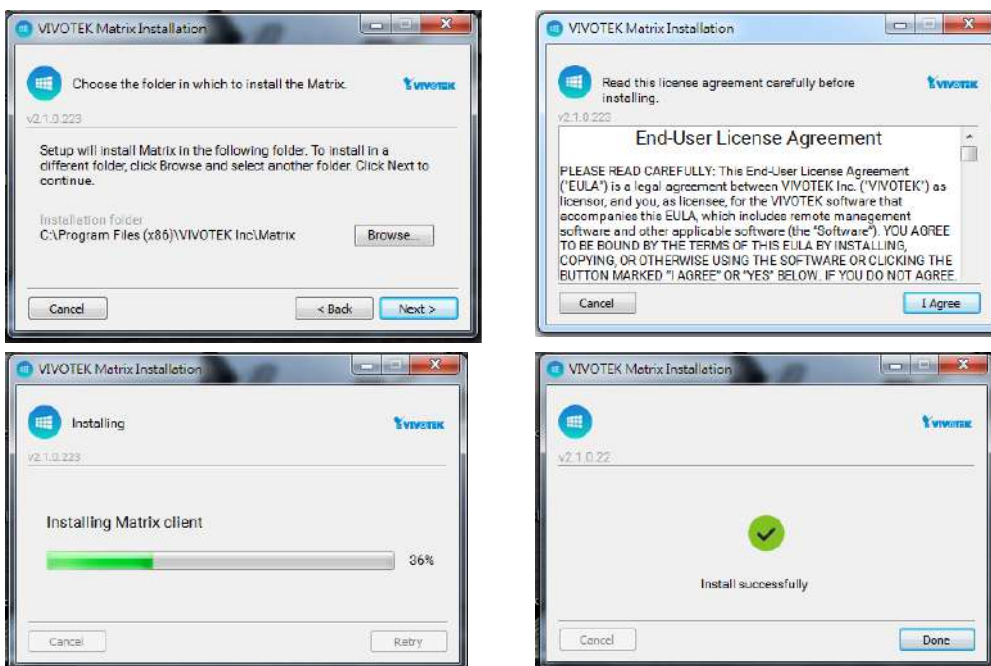 VIVOTEK Matrix Installation
Choose the folder in which to install the Matrix.
VIVOTEK
v2.1.0.223
Setup will install Matrix in the following folder. To install in a
different folder, click Browse and select another folder. Click Next to
continue.
Installation folder
C:\Program Files (x86)\VIVOTEK Inc\Matrix
Browse...
Cancel
< Back
Next >
VIVOTEK Matrix Installation
Read this license agreement carefully before
installing.
VIVOTEK
v2.1.0.223
End-User License Agreement
PLEASE READ CAREFULLY: This End-User License Agreement
("EULA") is a legal agreement between VIVOTEK Inc. ("VIVOTEK") as
licensor, and you, as licensee, for the VIVOTEK software that
accompanies this EULA, which includes remote management
software and other applicable software (the "Software"). YOU AGREE
TO BE BOUND BY THE TERMS OF THIS EULA BY INSTALLING,
COPYING, OR OTHERWISE USING THE SOFTWARE OR CLICKING THE
BUTTON MARKED "I AGREE" OR "YES" BELOW. IF YOU DO NOT AGREE.
Cancel
I Agree
VIVOTEK Matrix Installation
Installing
VIVOTEK
v2.1.0.223
Installing Matrix client
36%
Cancel
Retry
VIVOTEK Matrix Installation
VIVOTEK
v2.1.0.22
Install successfully
Cancel
Done